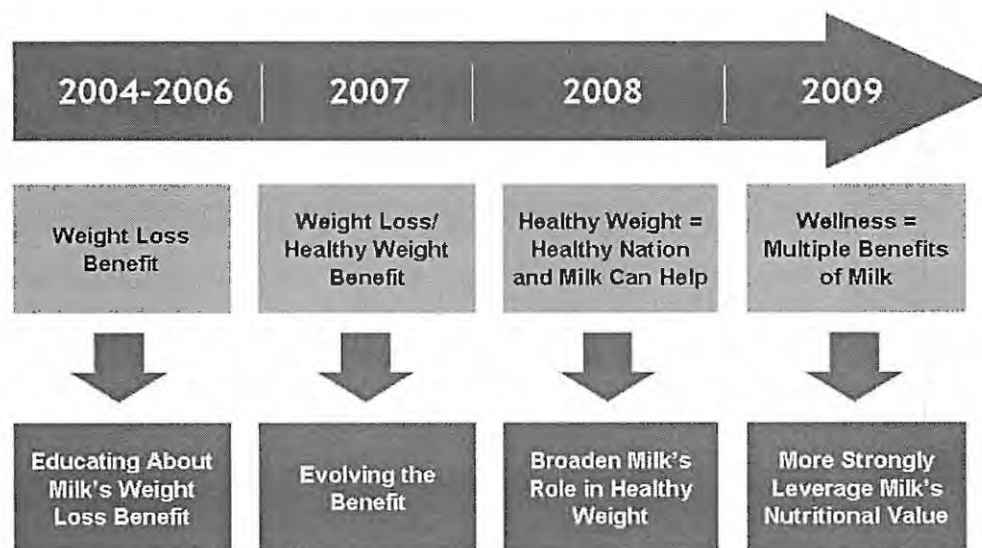 2004-2006
2007
2008
2009
Weight Loss
Benefit
Weight Loss/
Healthy Weight
Benefit
Healthy Weight =
Healthy Nation
and Milk Can Help
Wellness =
Multiple Benefits
of Milk
Educating About
Milk's Weight
Loss Benefit
Evolving the
Benefit
Broaden Milk's
Role in Healthy
Weight
More Strongly
Leverage Milk's
Nutritional Value